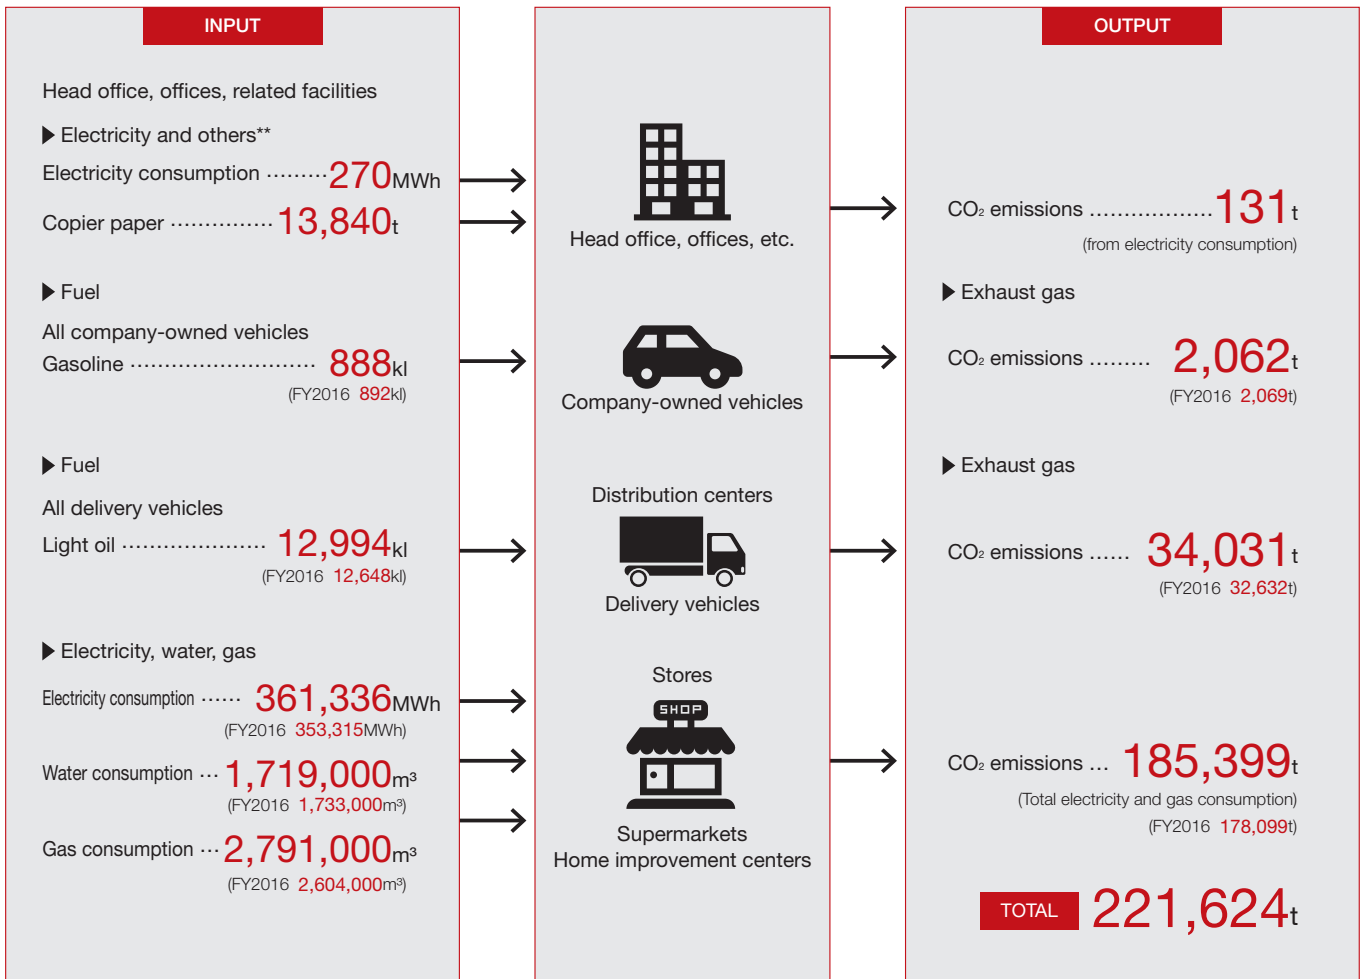 INPUT
Head office, offices, related facilities
▶ Electricity and others**
Electricity consumption ········· 270MWh
Copier paper ··············· 13,840t
▶ Fuel
All company-owned vehicles
Gasoline ··························· 888kl
(FY2016 892kl)
▶ Fuel
All delivery vehicles
Light oil ····················· 12,994kl
(FY2016 12,648kl)
▶ Electricity, water, gas
Electricity consumption ······ 361,336MWh
(FY2016 353,315MWh)
Water consumption ··· 1,719,000m³
(FY2016 1,733,000m³)
Gas consumption ··· 2,791,000m³
(FY2016 2,604,000m³)
Head office, offices, etc.
Company-owned vehicles
Distribution centers
Delivery vehicles
Stores
SHOP
Supermarkets
Home improvement centers
OUTPUT
CO₂ emissions .................. 131t
(from electricity consumption)
▶ Exhaust gas
CO₂ emissions ......... 2,062t
(FY2016 2,069t)
▶ Exhaust gas
CO₂ emissions ...... 34,031t
(FY2016 32,632t)
CO₂ emissions ... 185,399t
(Total electricity and gas consumption)
(FY2016 178,099t)
TOTAL 221,624t